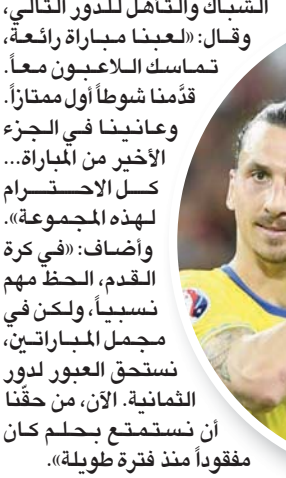 الشباك والتأهل للدور التالي،
وقال: «لعبنا مباراة رائعة،
تماسك اللاعبون معاً.
قدَّمنا شوطاً أول ممتازاً.
وعانينا في الجزء
الأخير من المباراة...
كل الاحترام
لهذه المجموعة».
وأضاف: «في كرة
القدم، الحظ مهم
نسبياً، ولكن في
مجمل المباراتين،
نستحق العبور لدور
الثمانية. الآن، من حقّنا
أن نستمتع بحلم كان
مفقوداً منذ فترة طويلة».